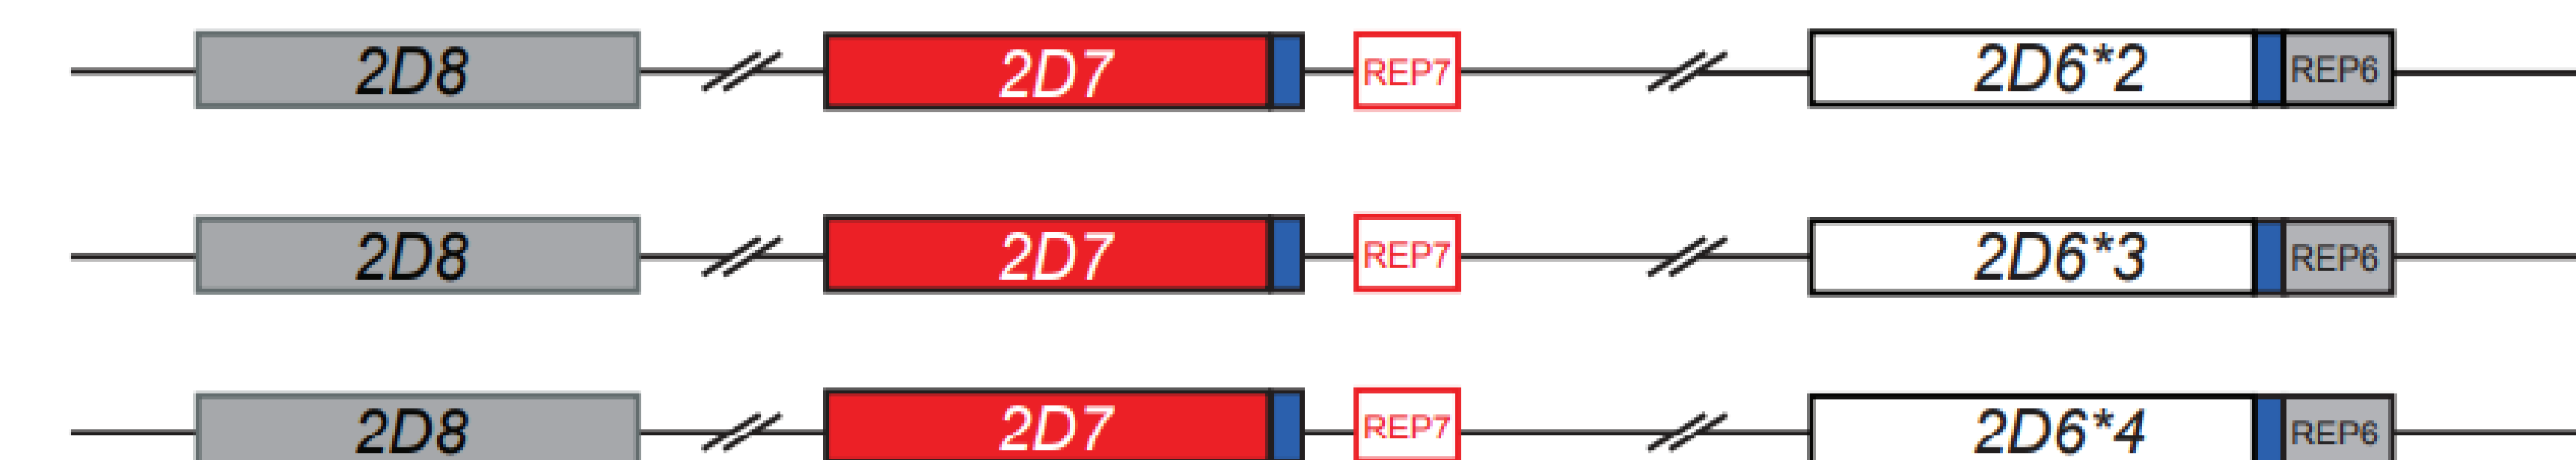 2D8 2D7 REP7 2D6*2 REP6
2D8 2D7 REP7 2D6*3 REP6
2D8 2D7 REP7 2D6*4 REP6